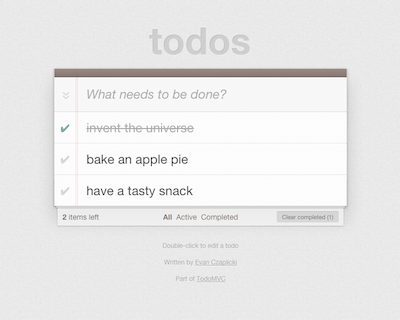 todos
What needs to be done?
invent the universe
bake an apple pie
have a tasty snack
2 items left All Active Completed Clear completed (1)
Double-click to edit a todo
Written by Evan Czaplicki
Part of TodoMVC